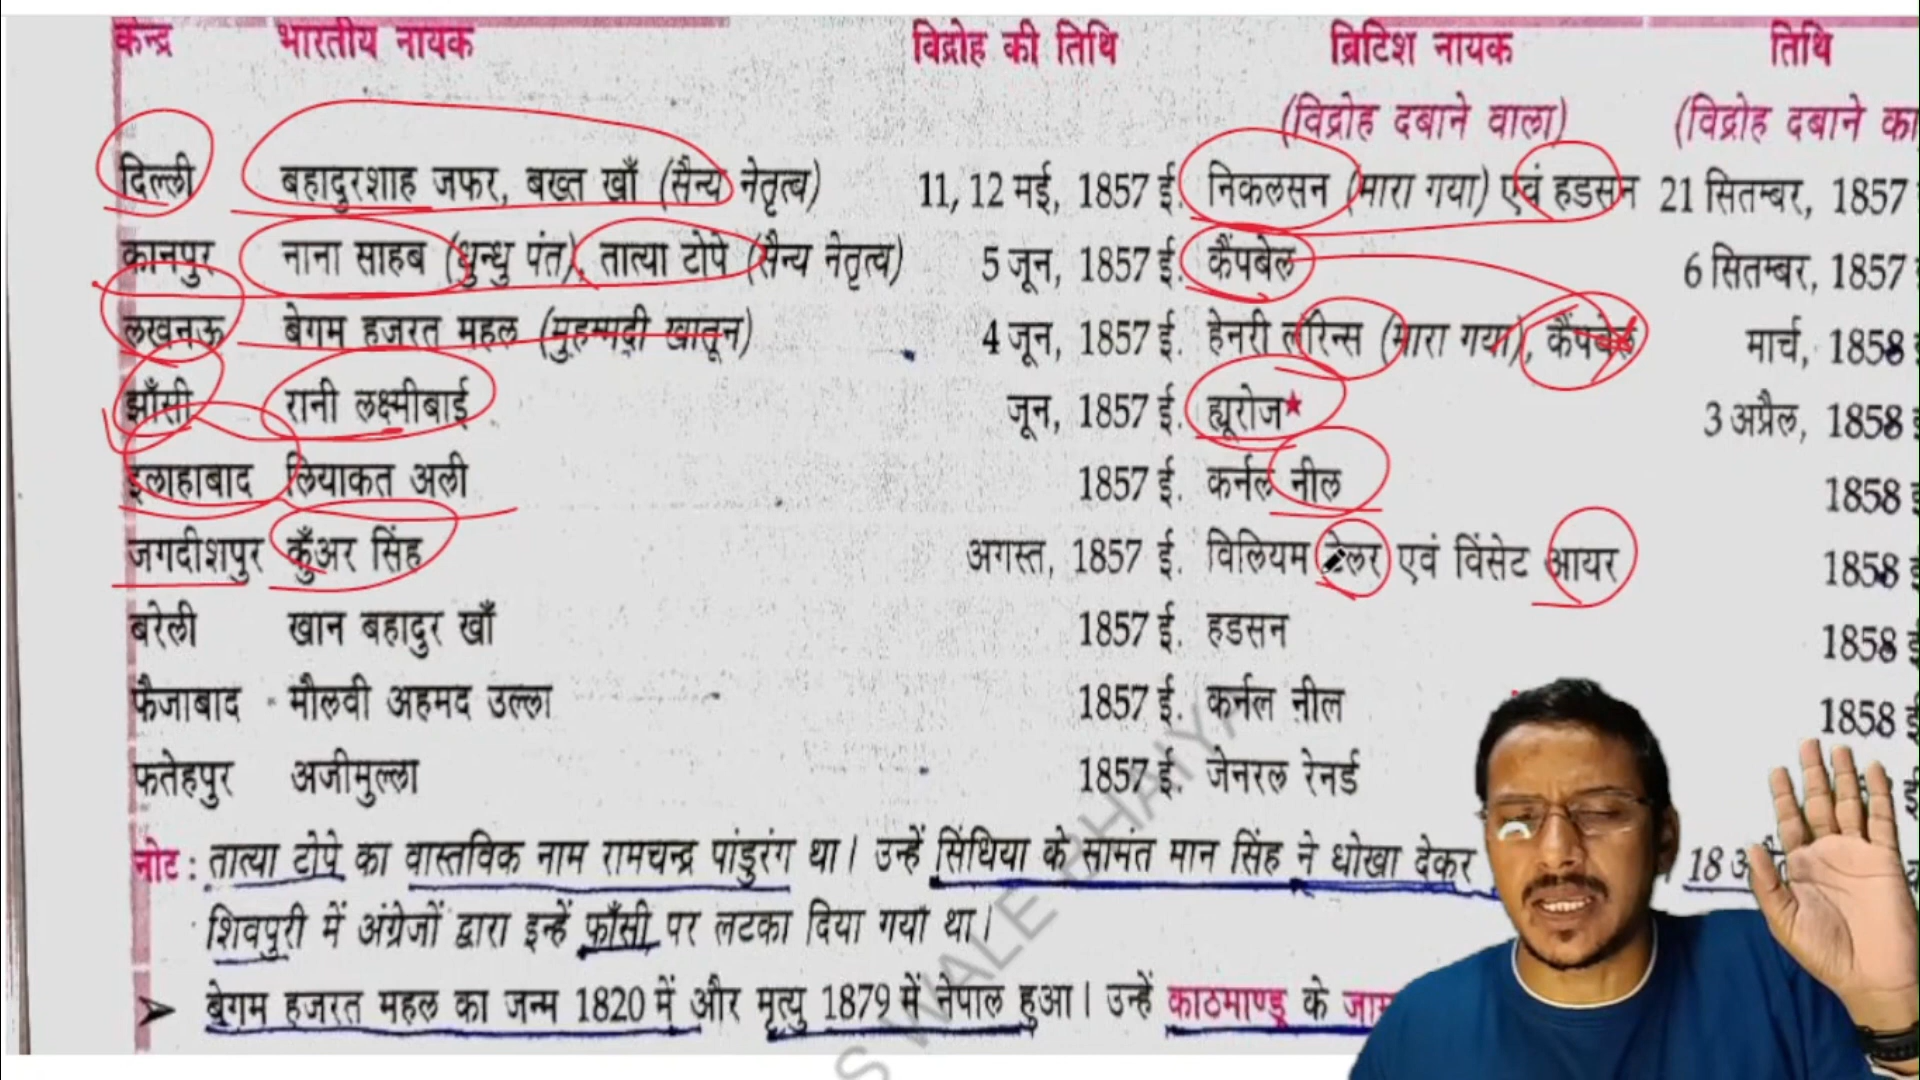 केन्द्र भारतीय नायक विद्रोह की तिथि ब्रिटिश नायक तिथि
(विद्रोह दबाने वाला) (विद्रोह दबाने का
दिल्ली बहादुरशाह जफर, बख्त खाँ (सैन्य नेतृत्व) 11, 12 मई, 1857 ई. निकलसन (मारा गया) एवं हडसन 21 सितम्बर, 1857
कानपुर नाना साहब (धुन्धु पंत), तात्या टोपे (सैन्य नेतृत्व) 5 जून, 1857 ई. कैंपबेल 6 सितम्बर, 1857
लखनऊ बेगम हजरत महल (मुहम्मदी खातून) 4 जून, 1857 ई. हेनरी लॉरेन्स (मारा गया), कैंपबेल मार्च, 1858
झाँसी रानी लक्ष्मीबाई जून, 1857 ई. ह्यूरोज★ 3 अप्रैल, 1858
इलाहाबाद लियाकत अली 1857 ई. कर्नल नील 1858 ई
जगदीशपुर कुँअर सिंह अगस्त, 1857 ई. विलियम टेलर एवं विंसेट आयर 1858 ई
बरेली खान बहादुर खाँ 1857 ई. हडसन 1858 ई
फैजाबाद मौलवी अहमद उल्ला 1857 ई. कर्नल नील 1858 ई
फतेहपुर अजीमुल्ला 1857 ई. जेनरल रेनर्ड
नोट : तात्या टोपे का वास्तविक नाम रामचन्द्र पांडुरंग था। उन्हें सिंधिया के सामंत मान सिंह ने धोखा देकर 18
शिवपुरी में अंग्रेजों द्वारा इन्हें फाँसी पर लटका दिया गया था।
➤ बेगम हजरत महल का जन्म 1820 में और मृत्यु 1879 में नेपाल हुआ। उन्हें काठमाण्डू के
S WALE BHAIYA